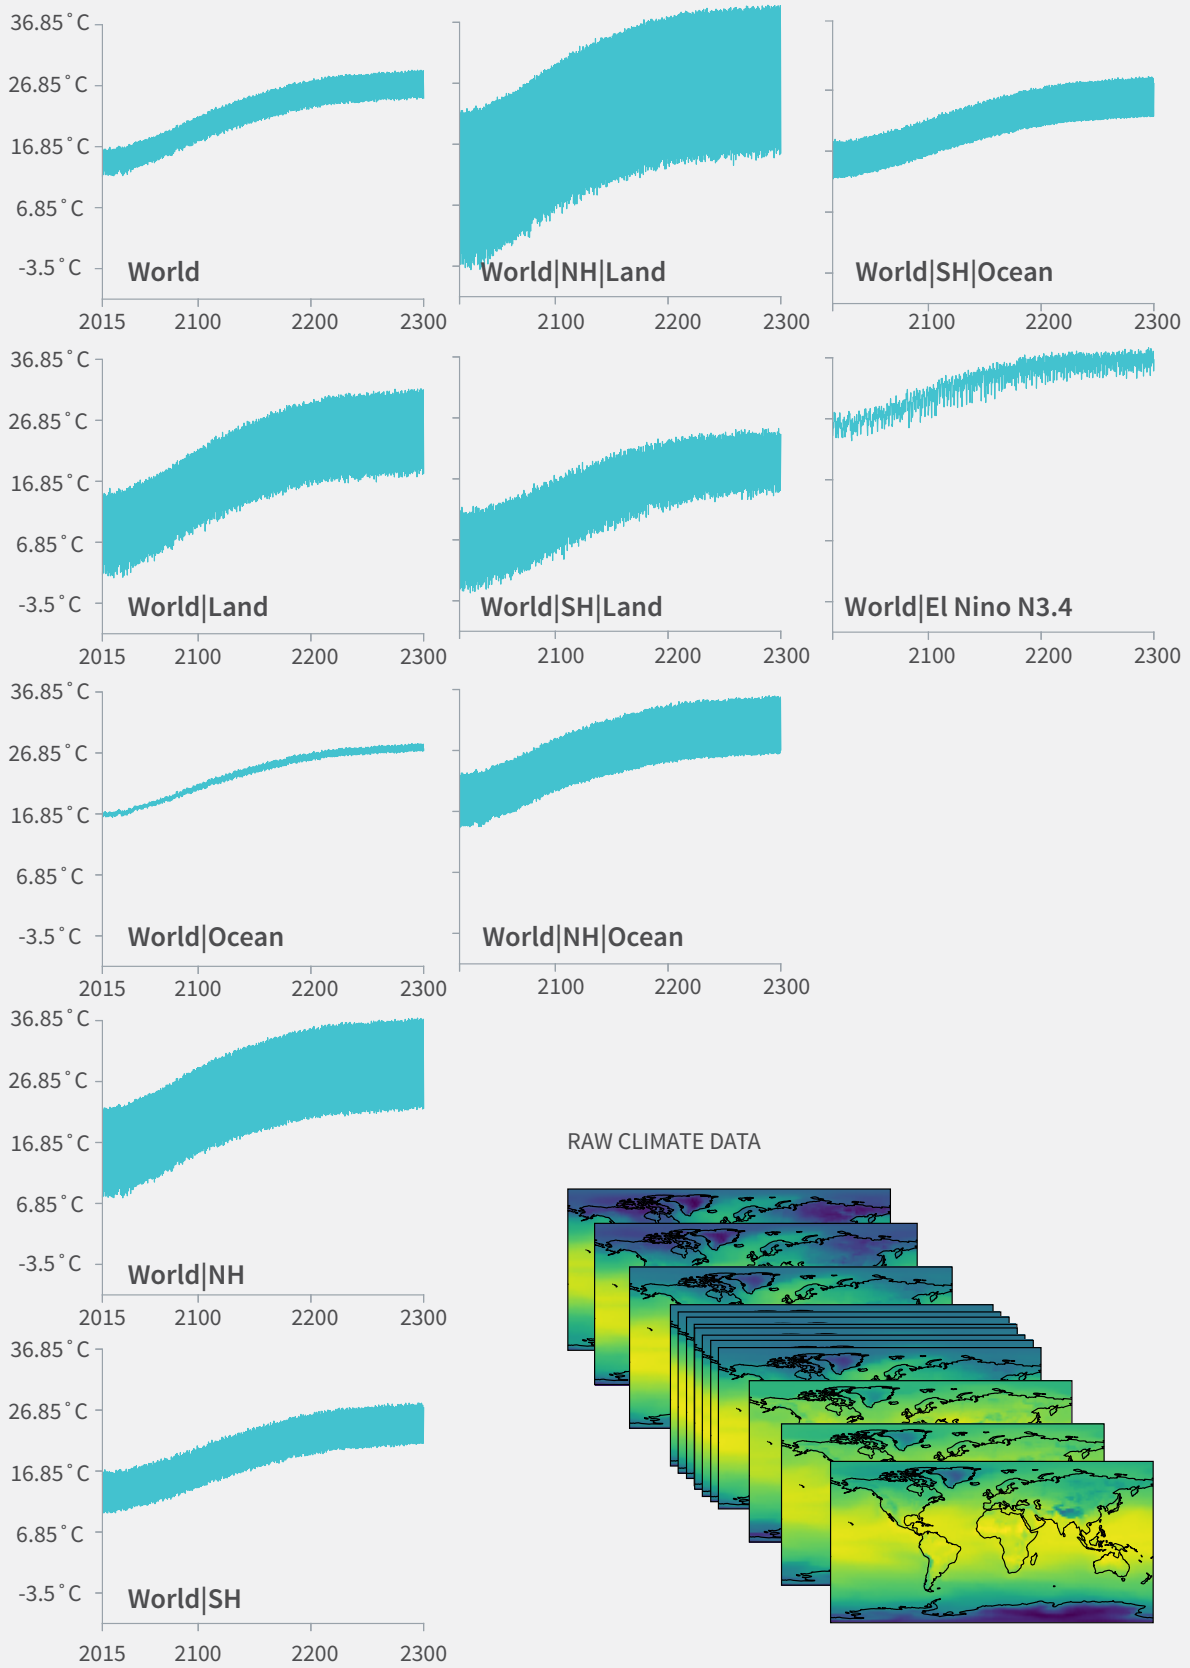 36.85˚C
26.85˚C
16.85˚C
6.85˚C
-3.5˚C
World
2015 2100 2200 2300
World|NH|Land
2100 2200 2300
World|SH|Ocean
2100 2200 2300
36.85˚C
26.85˚C
16.85˚C
6.85˚C
-3.5˚C
World|Land
2015 2100 2200 2300
World|SH|Land
2100 2200 2300
World|El Nino N3.4
2100 2200 2300
36.85˚C
26.85˚C
16.85˚C
6.85˚C
-3.5˚C
World|Ocean
2015 2100 2200 2300
World|NH|Ocean
2100 2200 2300
36.85˚C
26.85˚C
16.85˚C
6.85˚C
-3.5˚C
World|NH
2015 2100 2200 2300
RAW CLIMATE DATA
36.85˚C
26.85˚C
16.85˚C
6.85˚C
-3.5˚C
World|SH
2015 2100 2200 2300